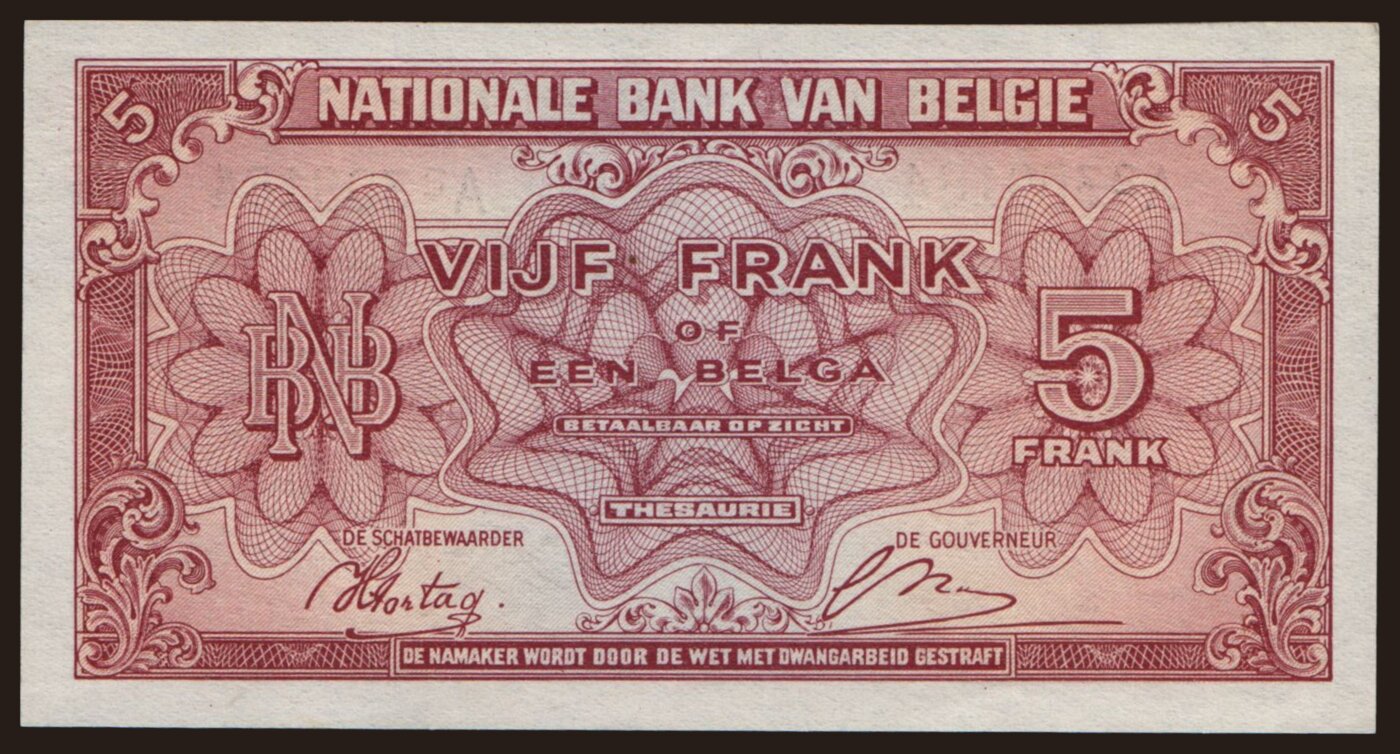 5 NATIONALE BANK VAN BELGIE 5
VIJF FRANK
OF
EEN BELGA
BNB
5
FRANK
BETAALBAAR OP ZICHT
THESAURIE
DE SCHATBEWAARDER
DE GOUVERNEUR
DE NAMAKER WORDT DOOR DE WET MET DWANGARBEID GESTRAFT